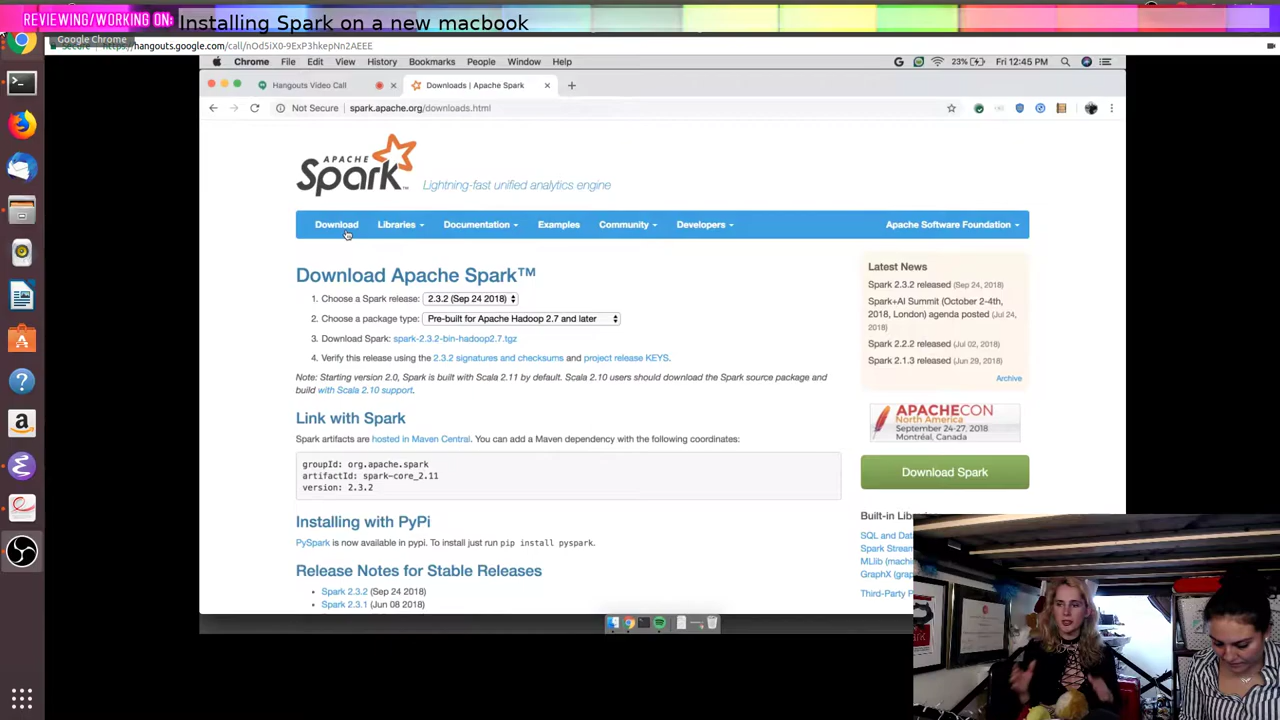 REVIEWING/WORKING ON: Installing Spark on a new macbook
Google Chrome
hangouts.google.com/call/nOd5iX0-9ExP3hkepNn2AEEE
Chrome File Edit View History Bookmarks People Window Help 23% Fri 12:45 PM
Hangouts Video Call Downloads | Apache Spark
Not Secure spark.apache.org/downloads.html
APACHE
Spark™ Lightning-fast unified analytics engine
Download Libraries Documentation Examples Community Developers Apache Software Foundation
Download Apache Spark™
1. Choose a Spark release: 2.3.2 (Sep 24 2018)
2. Choose a package type: Pre-built for Apache Hadoop 2.7 and later
3. Download Spark: spark-2.3.2-bin-hadoop2.7.tgz
4. Verify this release using the 2.3.2 signatures and checksums and project release KEYS.
Note: Starting version 2.0, Spark is built with Scala 2.11 by default. Scala 2.10 users should download the Spark source package and
build with Scala 2.10 support.
Link with Spark
Spark artifacts are hosted in Maven Central. You can add a Maven dependency with the following coordinates:
groupId: org.apache.spark
artifactId: spark-core_2.11
version: 2.3.2
Installing with PyPi
PySpark is now available in pypi. To install just run pip install pyspark.
Release Notes for Stable Releases
• Spark 2.3.2 (Sep 24 2018)
• Spark 2.3.1 (Jun 08 2018)
Latest News
Spark 2.3.2 released (Sep 24, 2018)
Spark+AI Summit (October 2-4th,
2018, London) agenda posted (Jul 24,
2018)
Spark 2.2.2 released (Jul 02, 2018)
Spark 2.1.3 released (Jun 29, 2018)
Archive
APACHECON
North America
September 24-27, 2018
Montréal, Canada
Download Spark
Built-in
SQL and
Spark
MLlib
GraphX
Third-Party